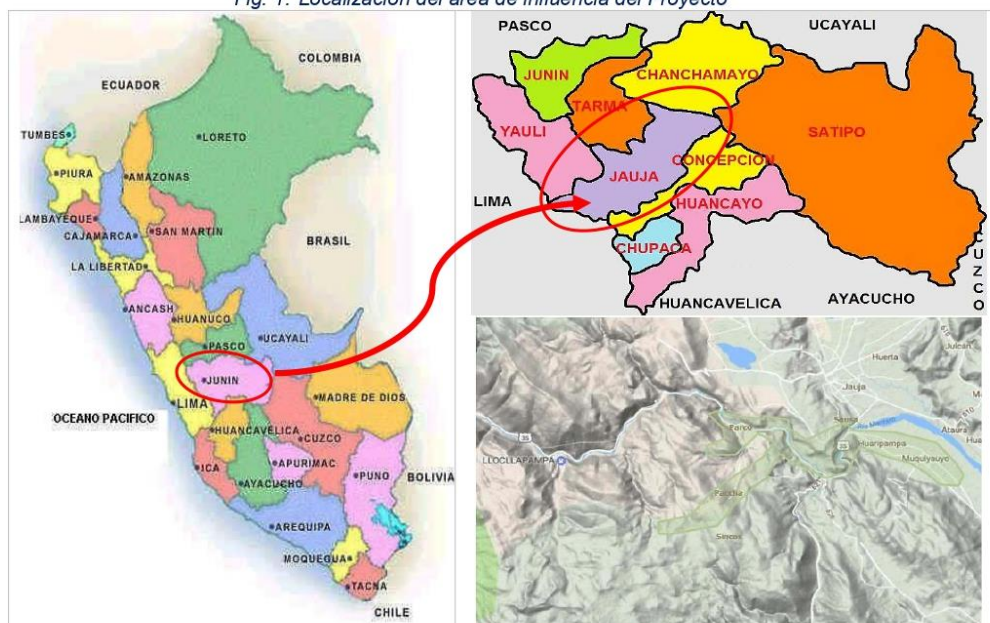 Fig. 1. Localización del área de influencia del Proyecto
COLOMBIA
ECUADOR
TUMBES
LORETO
PIURA
AMAZONAS
LAMBAYEQUE
CAJAMARCA
SAN MARTIN
BRASIL
LA LIBERTAD
ANCASH
HUANUCO
UCAYALI
PASCO
JUNIN
LIMA
MADRE DE DIOS
OCEANO PACIFICO
HUANCAVELICA
CUZCO
ICA
APURIMAC
PUNO
BOLIVIA
AYACUCHO
AREQUIPA
MOQUEGUA
TACNA
CHILE
PASCO
UCAYALI
JUNIN
CHANCHAMAYO
TARMA
YAULI
SATIPO
CONCEPCION
JAUJA
LIMA
HUANCAYO
CHUPACA
CUZCO
HUANCAVELICA
AYACUCHO
Huerta
Jauja
Parco
Ataura
Huaripampa
Muquiyauyo
LLOCLLAPAMPA
Paccha
Sincos